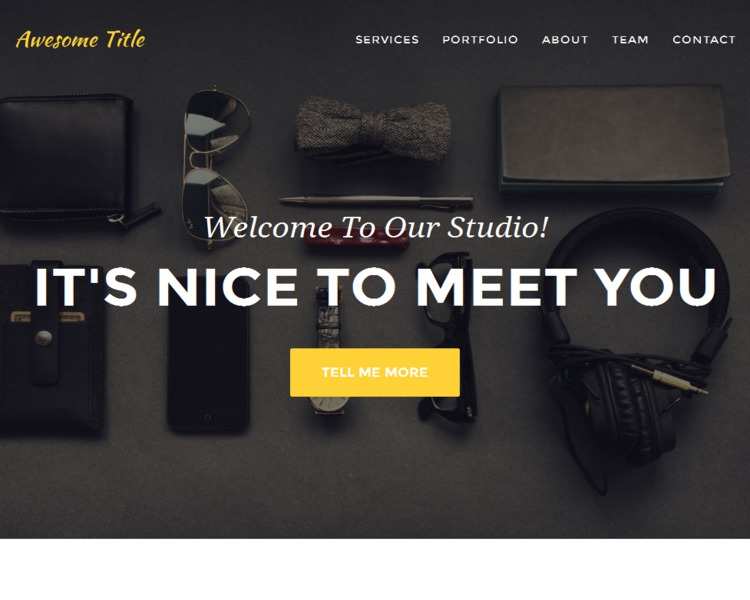 Awesome Title
SERVICES PORTFOLIO ABOUT TEAM CONTACT
Welcome To Our Studio!
IT'S NICE TO MEET YOU
TELL ME MORE